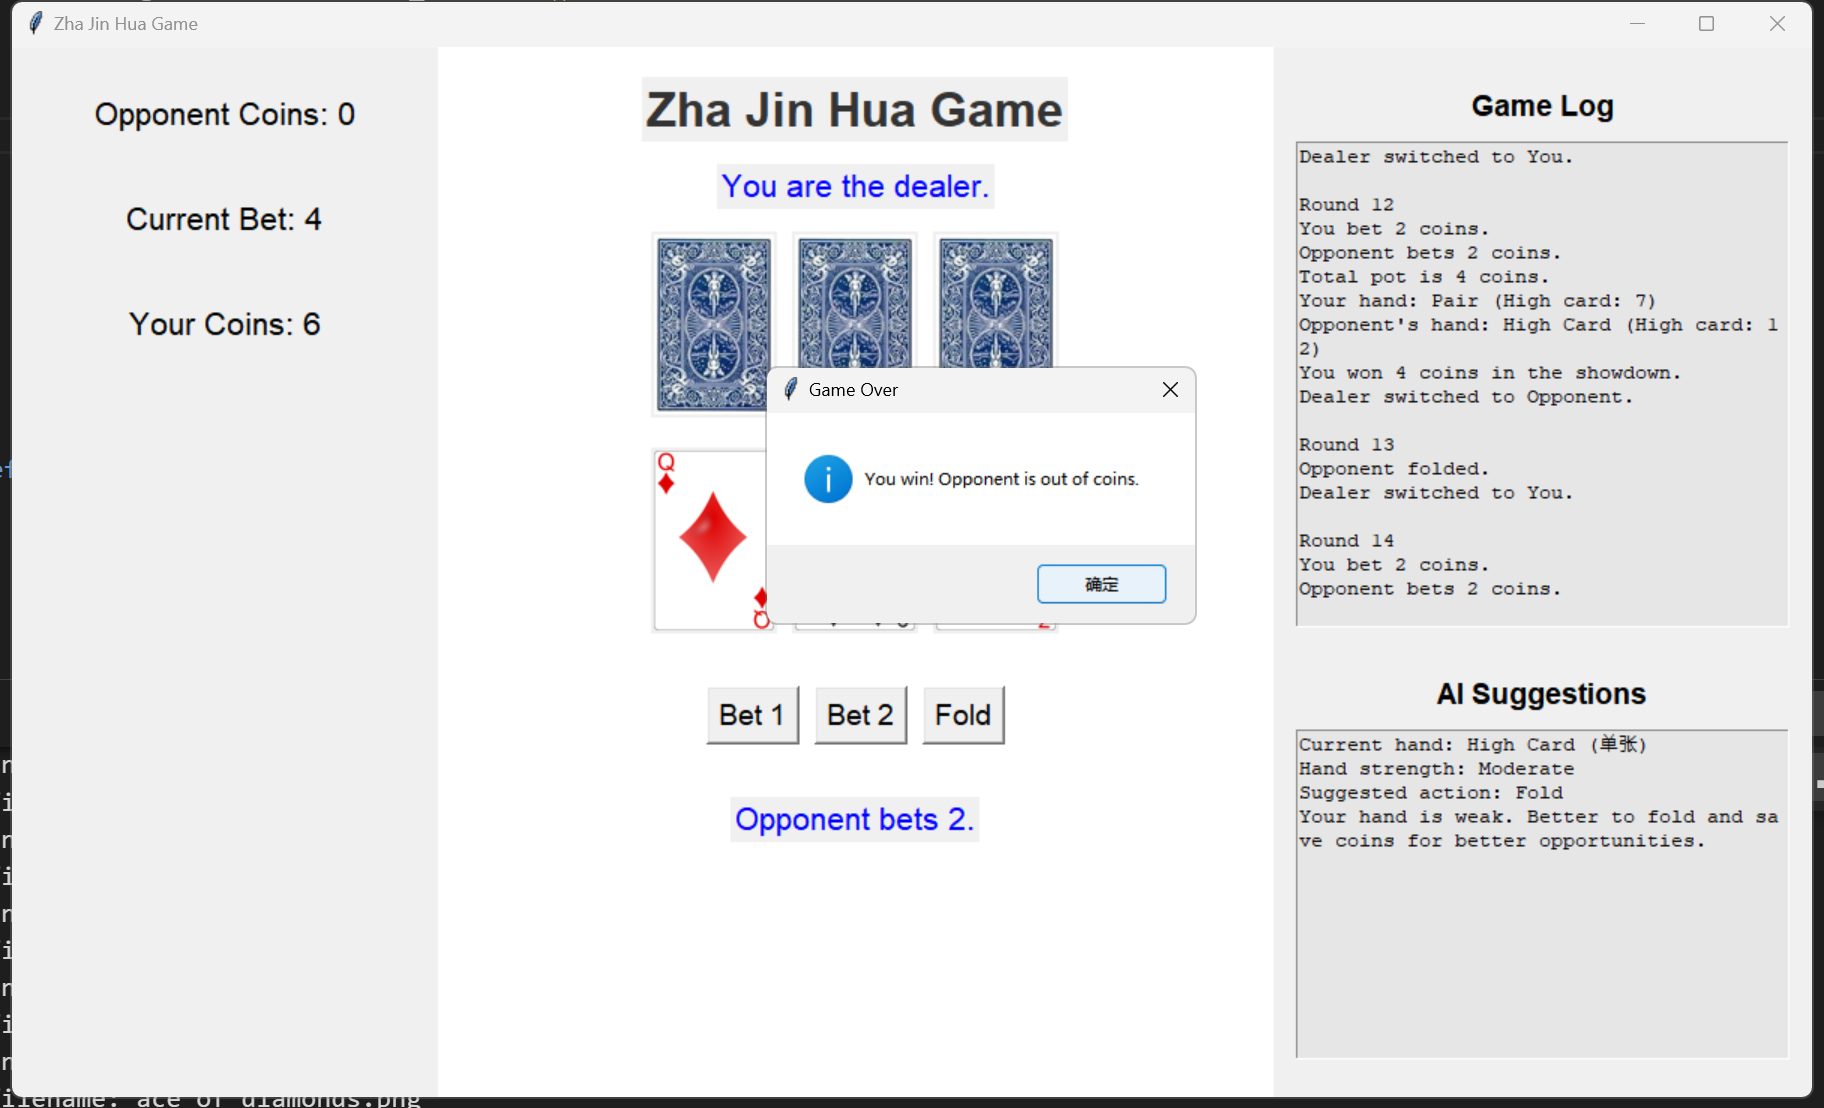 Zha Jin Hua Game
Opponent Coins: 0
Current Bet: 4
Your Coins: 6
Zha Jin Hua Game
You are the dealer.
Q
Q
2
Game Over
You win! Opponent is out of coins.
确定
Bet 1
Bet 2
Fold
Opponent bets 2.
Game Log
Dealer switched to You.
Round 12
You bet 2 coins.
Opponent bets 2 coins.
Total pot is 4 coins.
Your hand: Pair (High card: 7)
Opponent's hand: High Card (High card: 1
2)
You won 4 coins in the showdown.
Dealer switched to Opponent.
Round 13
Opponent folded.
Dealer switched to You.
Round 14
You bet 2 coins.
Opponent bets 2 coins.
AI Suggestions
Current hand: High Card (单张)
Hand strength: Moderate
Suggested action: Fold
Your hand is weak. Better to fold and sa
ve coins for better opportunities.
ace of diamonds.png